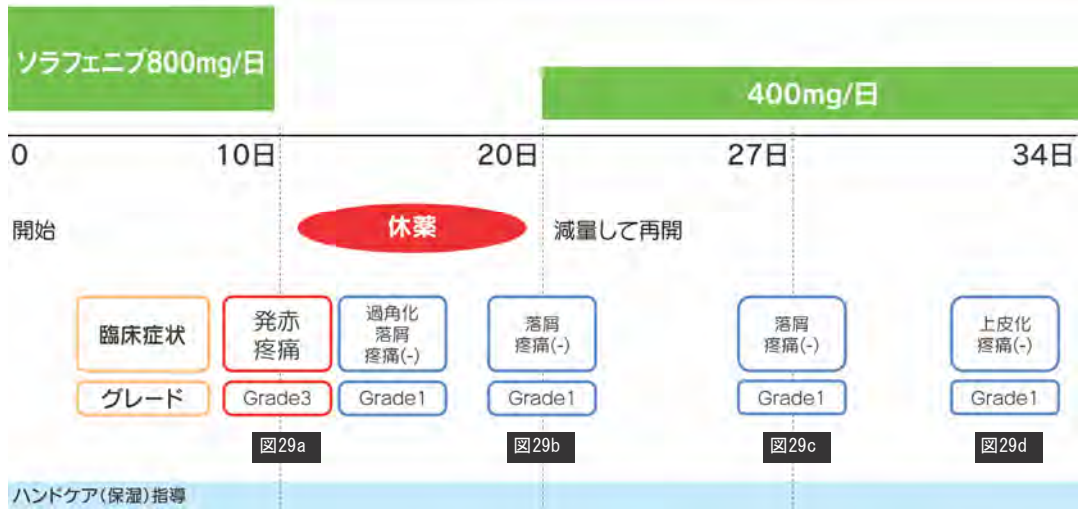 ソラフェニブ800mg/日
400mg/日
0
10日
20日
27日
34日
開始
休薬
減量して再開
臨床症状
発赤
疼痛
過角化
落屑
疼痛(-)
落屑
疼痛(-)
落屑
疼痛(-)
上皮化
疼痛(-)
グレード
Grade3
Grade1
Grade1
Grade1
Grade1
図29a
図29b
図29c
図29d
ハンドケア(保湿)指導